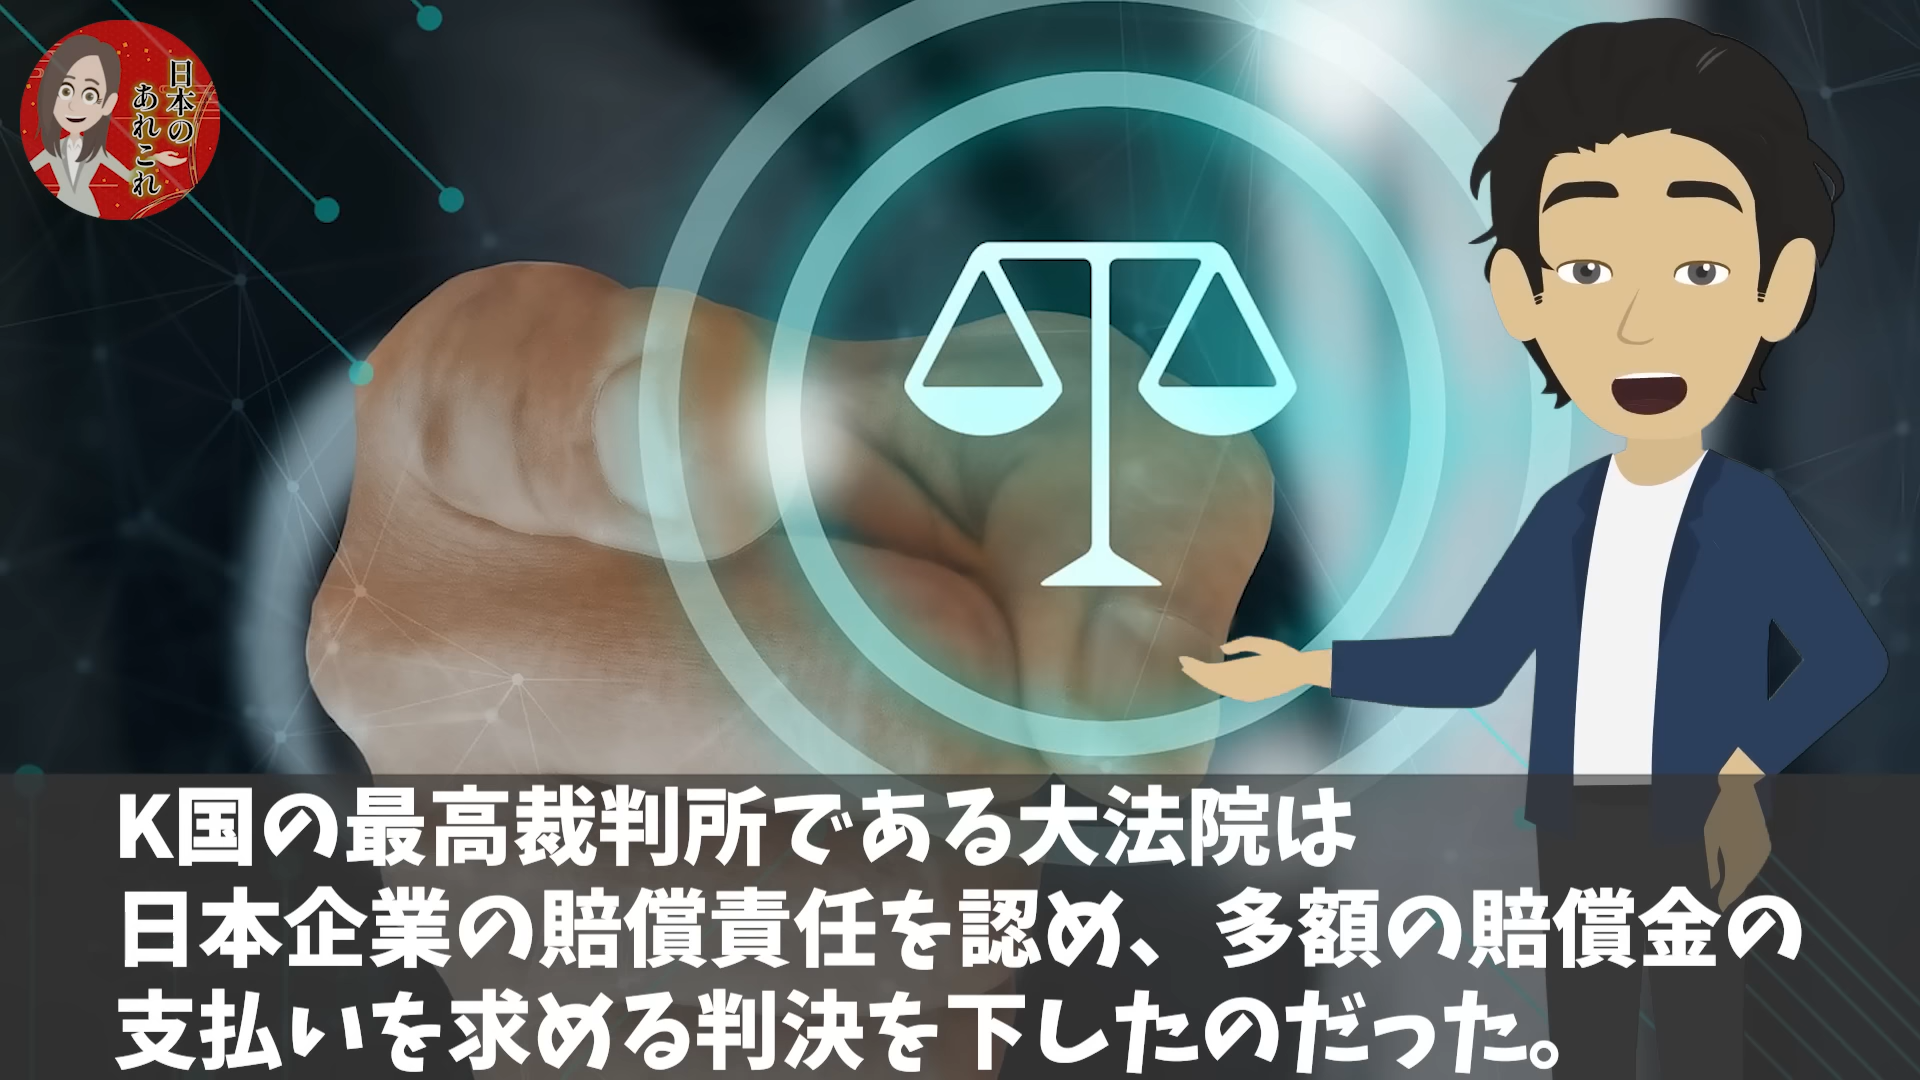 日本の
あれこれ
K国の最高裁判所である大法院は
日本企業の賠償責任を認め、多額の賠償金の
支払いを求める判決を下したのだった。